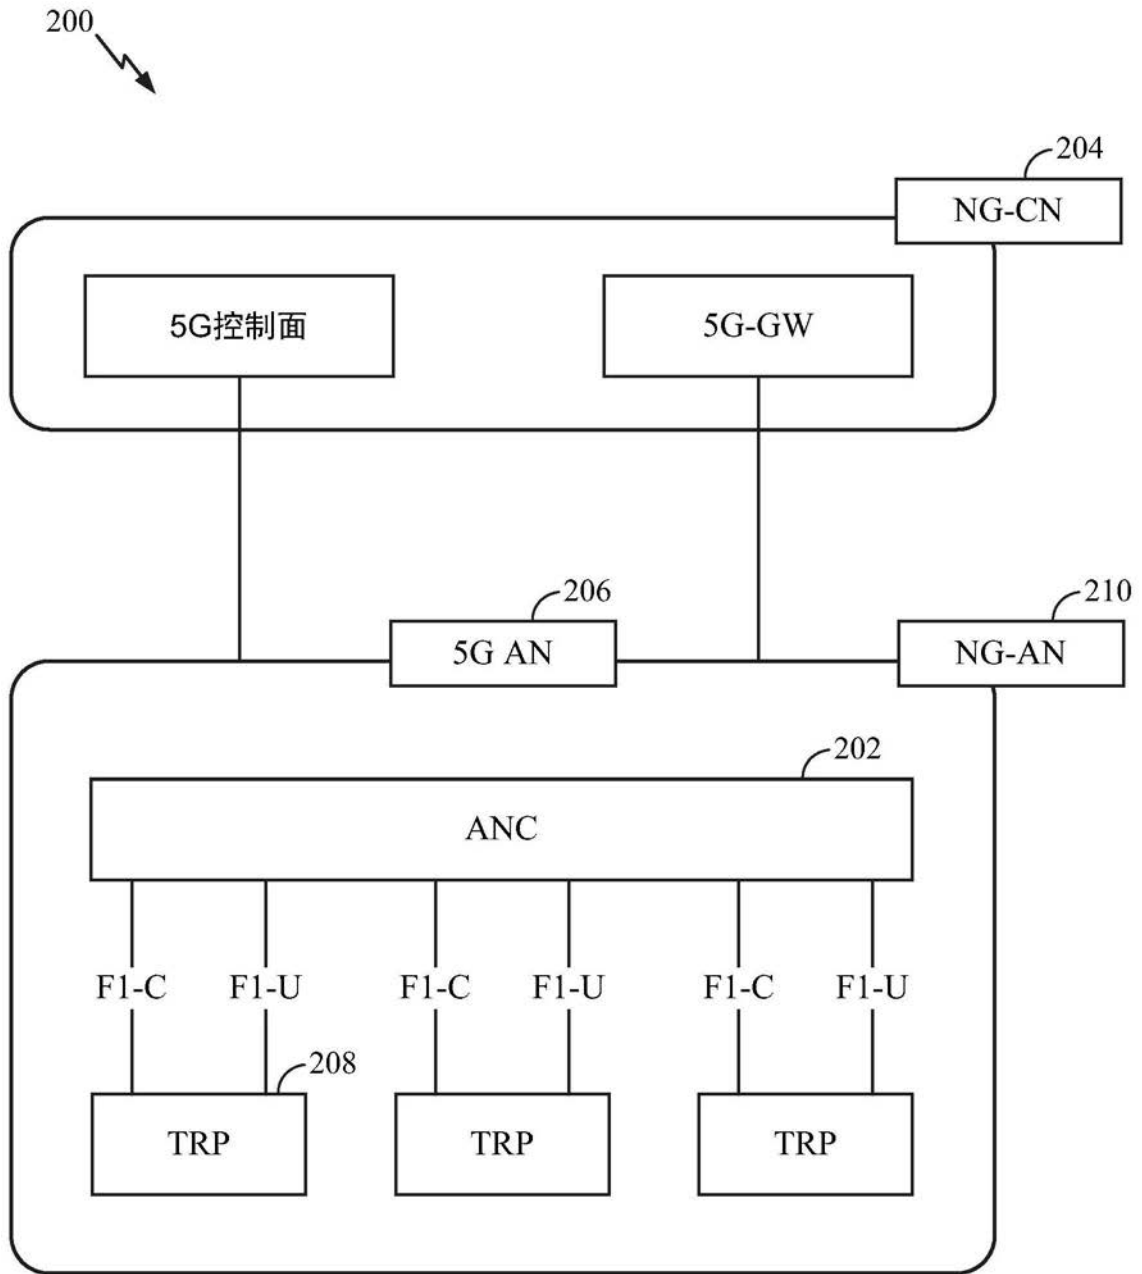 200
204
NG-CN
5G控制面
5G-GW
206
210
5G AN
NG-AN
202
ANC
F1-C F1-U F1-C F1-U F1-C F1-U
208
TRP TRP TRP